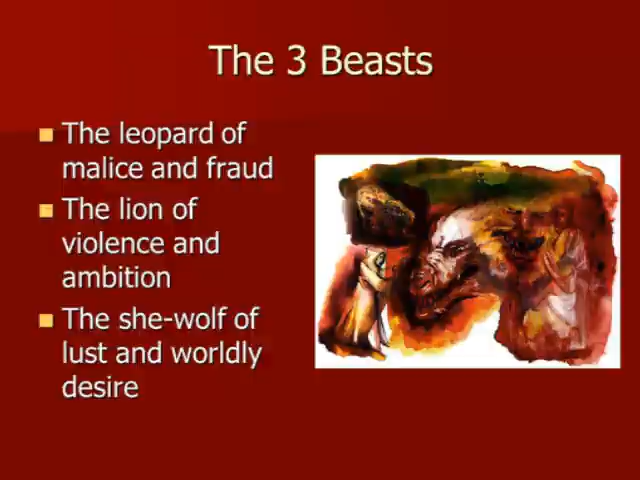 The 3 Beasts
The leopard of
malice and fraud
The lion of
violence and
ambition
The she-wolf of
lust and worldly
desire